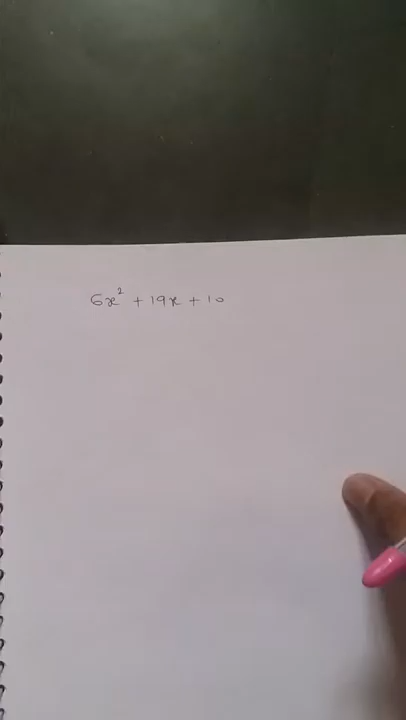 6x² + 19x + 10